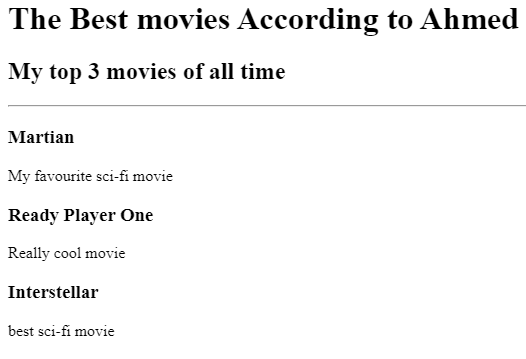 The Best movies According to Ahmed
My top 3 movies of all time
Martian
My favourite sci-fi movie
Ready Player One
Really cool movie
Interstellar
best sci-fi movie